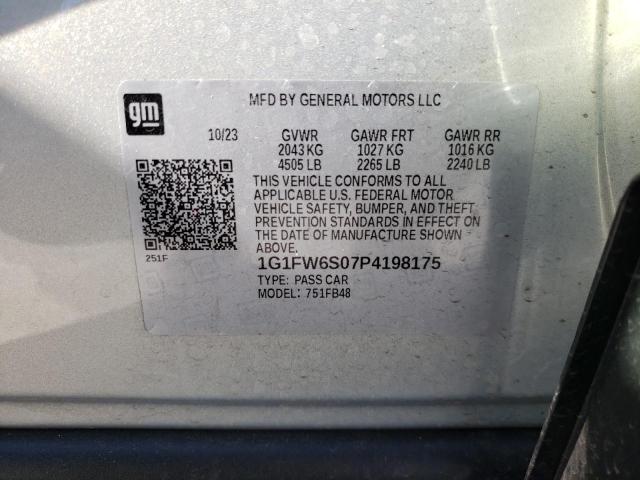 gm
MFD BY GENERAL MOTORS LLC
10/23 GVWR GAWR FRT GAWR RR
2043 KG 1027 KG 1016 KG
4505 LB 2265 LB 2240 LB
THIS VEHICLE CONFORMS TO ALL
APPLICABLE U.S. FEDERAL MOTOR
VEHICLE SAFETY, BUMPER, AND THEFT
PREVENTION STANDARDS IN EFFECT ON
THE DATE OF MANUFACTURE SHOWN
ABOVE.
251F
1G1FW6S07P4198175
TYPE: PASS CAR
MODEL: 751FB48